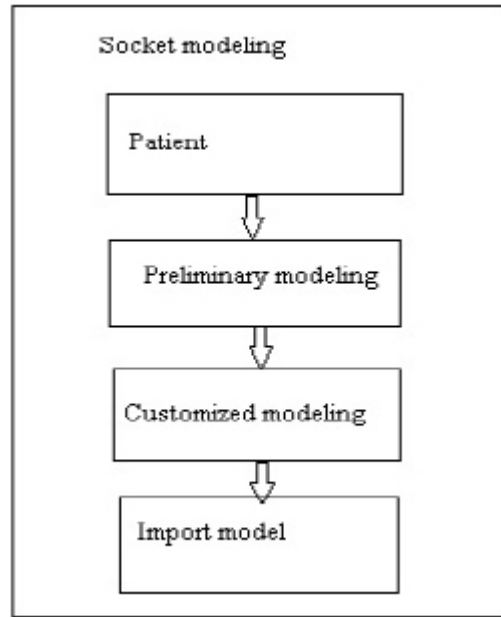 Socket modeling
Patient
Preliminary modeling
Customized modeling
Import model